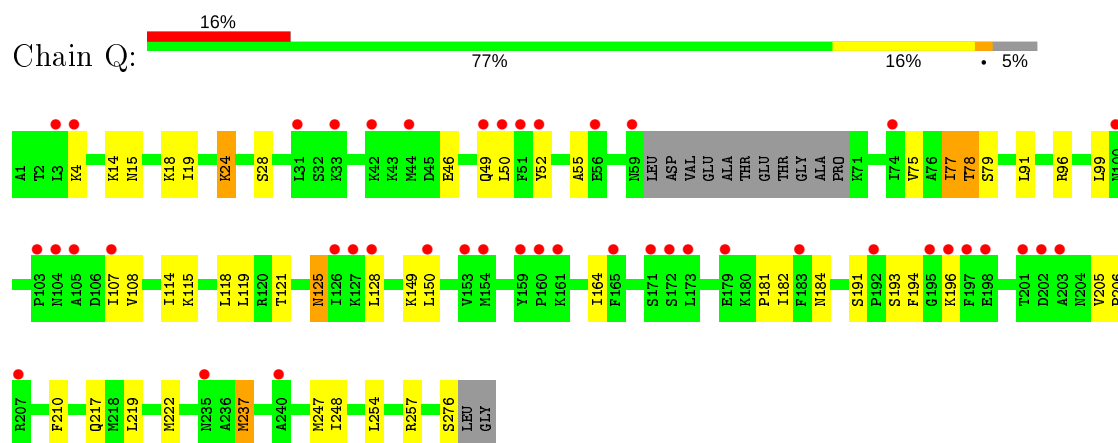 16%
Chain Q:
77% 16% • 5%
A1 T2 L3 K4 K14 N15 K18 I19 K24 S28 L31 S32 K33 K42 K43 M44 D45 E46 Q49 L50 F51 Y52 A55 E56 N59 LEU ASP VAL GLU ALA THR GLU THR GLY ALA PRO K71 I74 V75 A76 I77 T78 S79 L91 R96 L99 N100
P103 N104 A105 D106 I107 V108 I114 K115 L118 L119 R120 T121 N125 I126 K127 L128 K149 L150 V153 M154 Y159 P160 K161 I164 F165 S171 S172 L173 E179 K180 P181 I182 F183 N184 S191 P192 S193 F194 G195 K196 F197 E198 T201 D202 A203 N204 V205 P206
R207 F210 Q217 M218 L219 M222 N235 A236 M237 A240 M247 I248 L254 R257 S276 LEU GLY